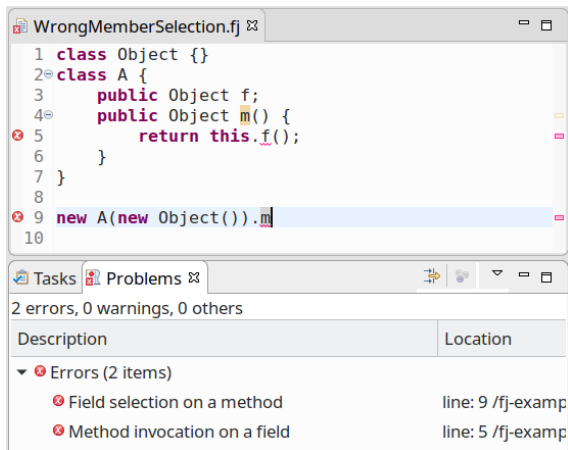 WrongMemberSelection.fj
1 class Object {}
2 class A {
3     public Object f;
4     public Object m() {
5         return this.f();
6     }
7 }
8
9 new A(new Object()).m
10
Tasks Problems
2 errors, 0 warnings, 0 others
Description Location
Errors (2 items)
Field selection on a method line: 9 /fj-examp
Method invocation on a field line: 5 /fj-examp